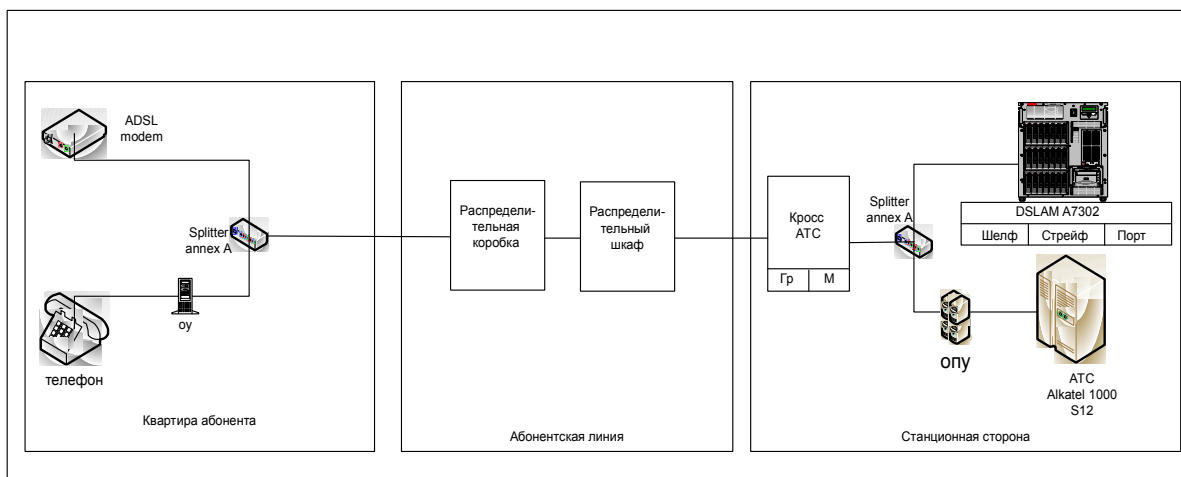 ADSL
modem
Splitter
annex A
оу
телефон
Квартира абонента
Распредели-
тельная
коробка
Распредели-
тельный
шкаф
Абонентская линия
Кросс
АТС
Гр
М
Splitter
annex A
DSLAM A7302
Шелф
Стрейф
Порт
опу
АТС
Alkatel 1000
S12
Станционная сторона